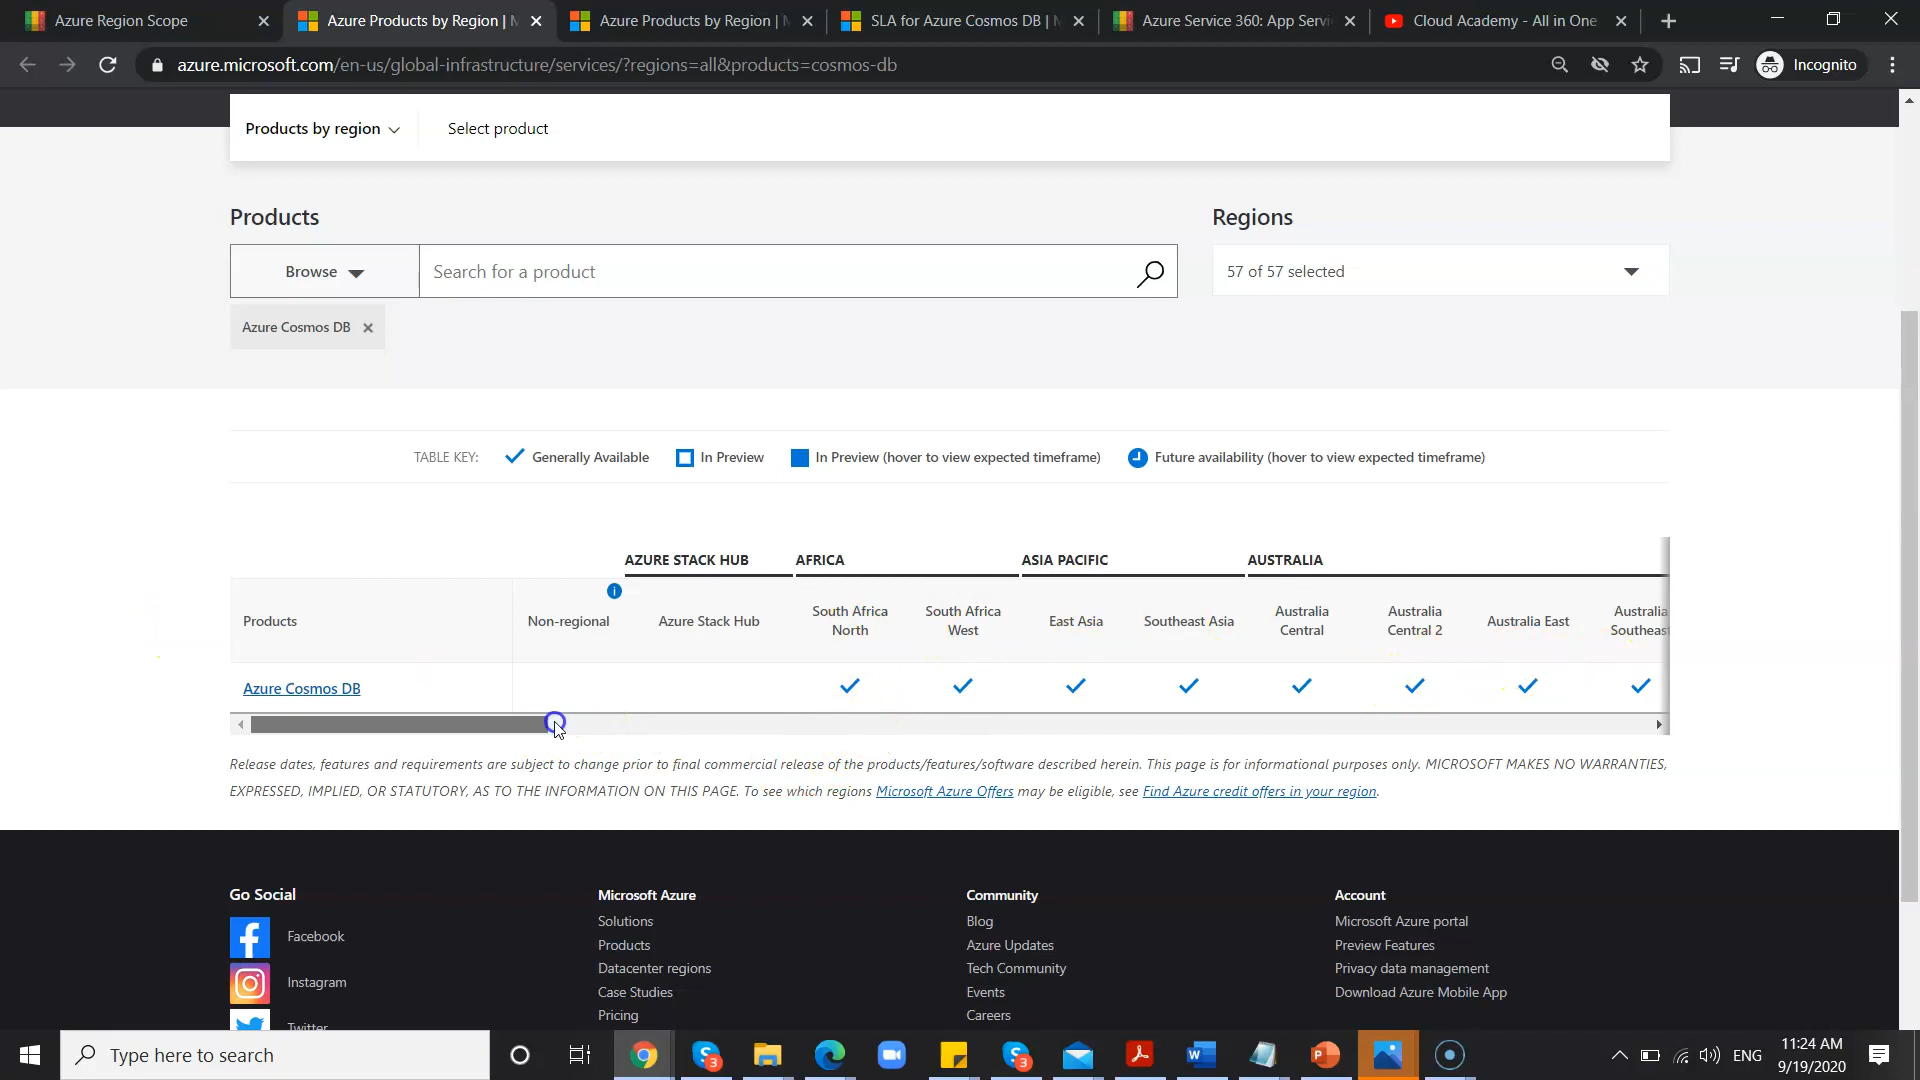 Azure Region Scope
Azure Products by Region | M
Azure Products by Region | M
SLA for Azure Cosmos DB | M
Azure Service 360: App Servi
Cloud Academy - All in One
azure.microsoft.com/en-us/global-infrastructure/services/?regions=all&products=cosmos-db
Incognito
Products by region
Select product
Products
Regions
Browse
Search for a product
57 of 57 selected
Azure Cosmos DB
TABLE KEY:
Generally Available
In Preview
In Preview (hover to view expected timeframe)
Future availability (hover to view expected timeframe)
AZURE STACK HUB
AFRICA
ASIA PACIFIC
AUSTRALIA
Products
Non-regional
i
Azure Stack Hub
South Africa
North
South Africa
West
East Asia
Southeast Asia
Australia
Central
Australia
Central 2
Australia East
Australia
Southeast
Azure Cosmos DB
Release dates, features and requirements are subject to change prior to final commercial release of the products/features/software described herein. This page is for informational purposes only. MICROSOFT MAKES NO WARRANTIES,
EXPRESSED, IMPLIED, OR STATUTORY, AS TO THE INFORMATION ON THIS PAGE. To see which regions Microsoft Azure Offers may be eligible, see Find Azure credit offers in your region.
Go Social
Facebook
Instagram
Twitter
Microsoft Azure
Solutions
Products
Datacenter regions
Case Studies
Pricing
Community
Blog
Azure Updates
Tech Community
Events
Careers
Account
Microsoft Azure portal
Preview Features
Privacy data management
Download Azure Mobile App
Type here to search
3
3
ENG
11:24 AM
9/19/2020